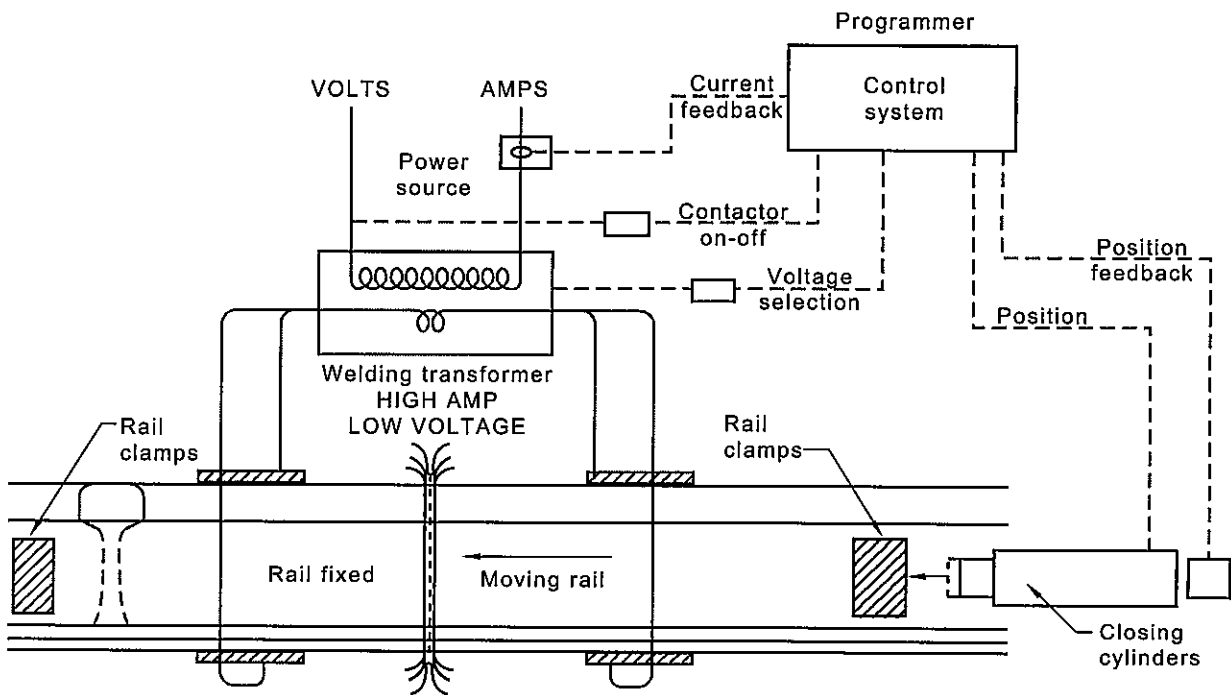 Programmer
Control
system
VOLTS
AMPS
Current
feedback
Power
source
Contactor
on-off
Voltage
selection
Position
feedback
Position
Welding transformer
HIGH AMP
LOW VOLTAGE
Rail
clamps
Rail
clamps
Rail fixed
Moving rail
Closing
cylinders